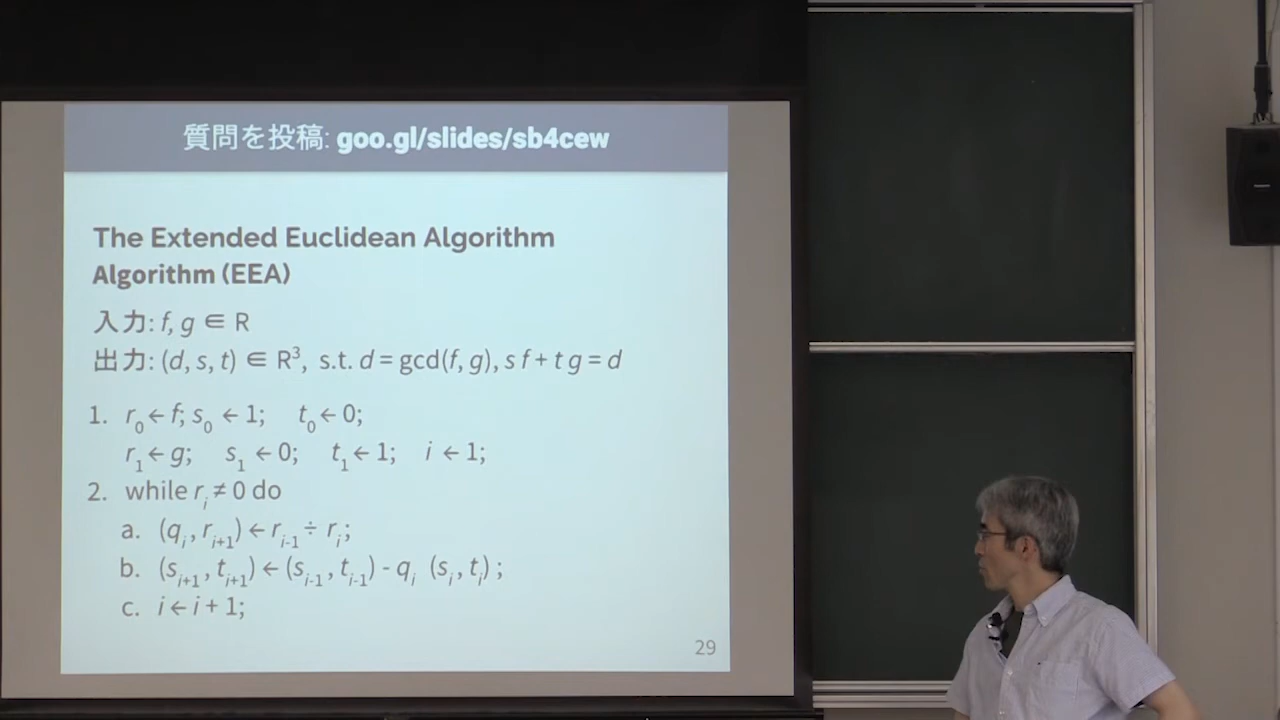 質問を投稿: goo.gl/slides/sb4cew
The Extended Euclidean Algorithm
Algorithm (EEA)
入力: f, g ∈ R
出力: (d, s, t) ∈ R³, s.t. d = gcd(f, g), s f + t g = d
1. r₀ ← f; s₀ ← 1; t₀ ← 0;
r₁ ← g; s₁ ← 0; t₁ ← 1; i ← 1;
2. while rᵢ ≠ 0 do
a. (qᵢ, rᵢ₊₁) ← rᵢ₋₁ ÷ rᵢ;
b. (sᵢ₊₁, tᵢ₊₁) ← (sᵢ₋₁, tᵢ₋₁) - qᵢ (sᵢ, tᵢ) ;
c. i ← i + 1;
29